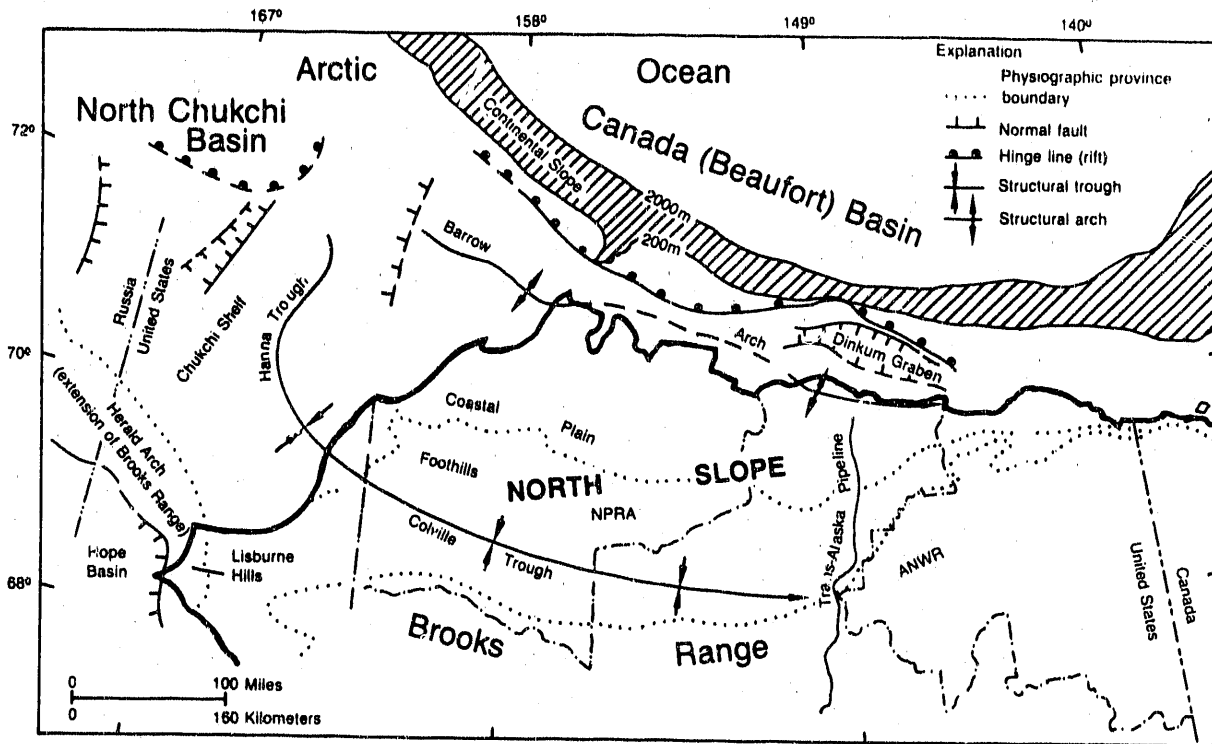 167°
158°
149°
140°
72°
70°
68°
Arctic
Ocean
North Chukchi
Basin
Canada (Beaufort) Basin
Continental Slope
2000m
200m
Explanation
Physiographic province
boundary
Normal fault
Hinge line (rift)
Structural trough
Structural arch
Barrow
Arch
Dinkum Graben
Russia
United States
Chukchi Shelf
Hanna
Herald Arch
(extension of Brooks Range)
Hope
Basin
Lisburne
Hills
Coastal
Plain
Foothills
NORTH
SLOPE
NPRA
Colville
Trough
Pipeline
ANWR
Brooks
Range
United States
Canada
0 100 Miles
0 160 Kilometers